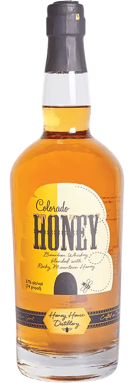 Colorado
HONEY
Bourbon Whiskey
blended with
Rocky Mountain Honey
Honey House
Distillery